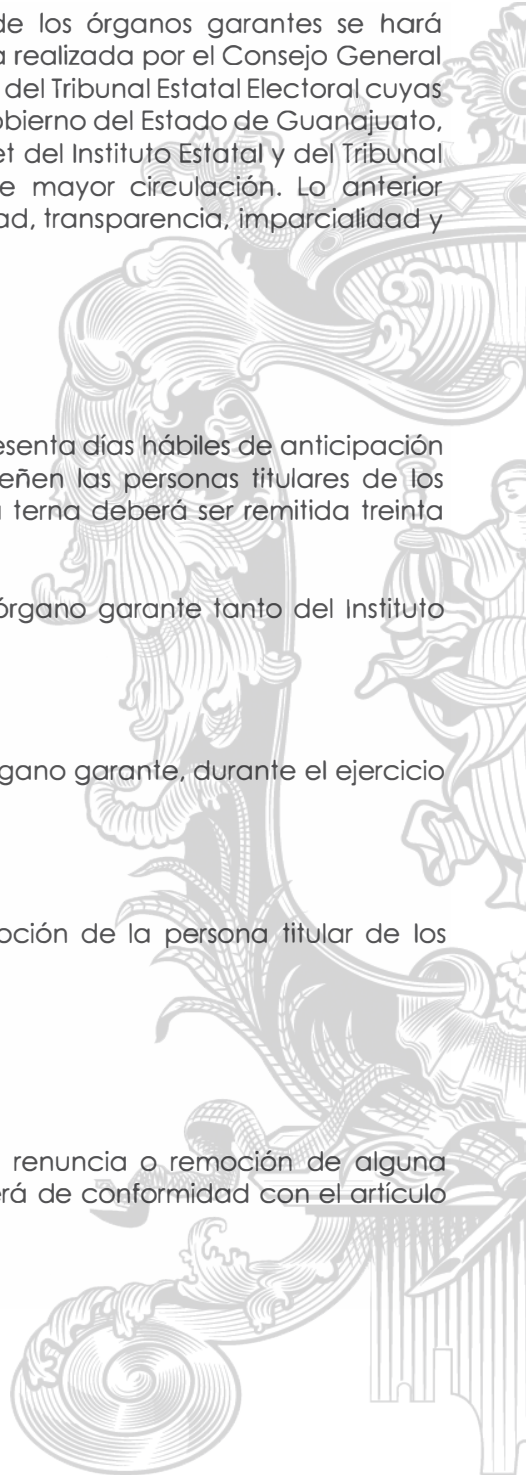 de los órganos garantes se hará
a realizada por el Consejo General
del Tribunal Estatal Electoral cuyas
obierno del Estado de Guanajuato,
et del Instituto Estatal y del Tribunal
e mayor circulación. Lo anterior
ad, transparencia, imparcialidad y
esenta días hábiles de anticipación
eñen las personas titulares de los
a terna deberá ser remitida treinta
órgano garante tanto del Instituto
gano garante, durante el ejercicio
oción de la persona titular de los
renuncia o remoción de alguna
erá de conformidad con el artículo